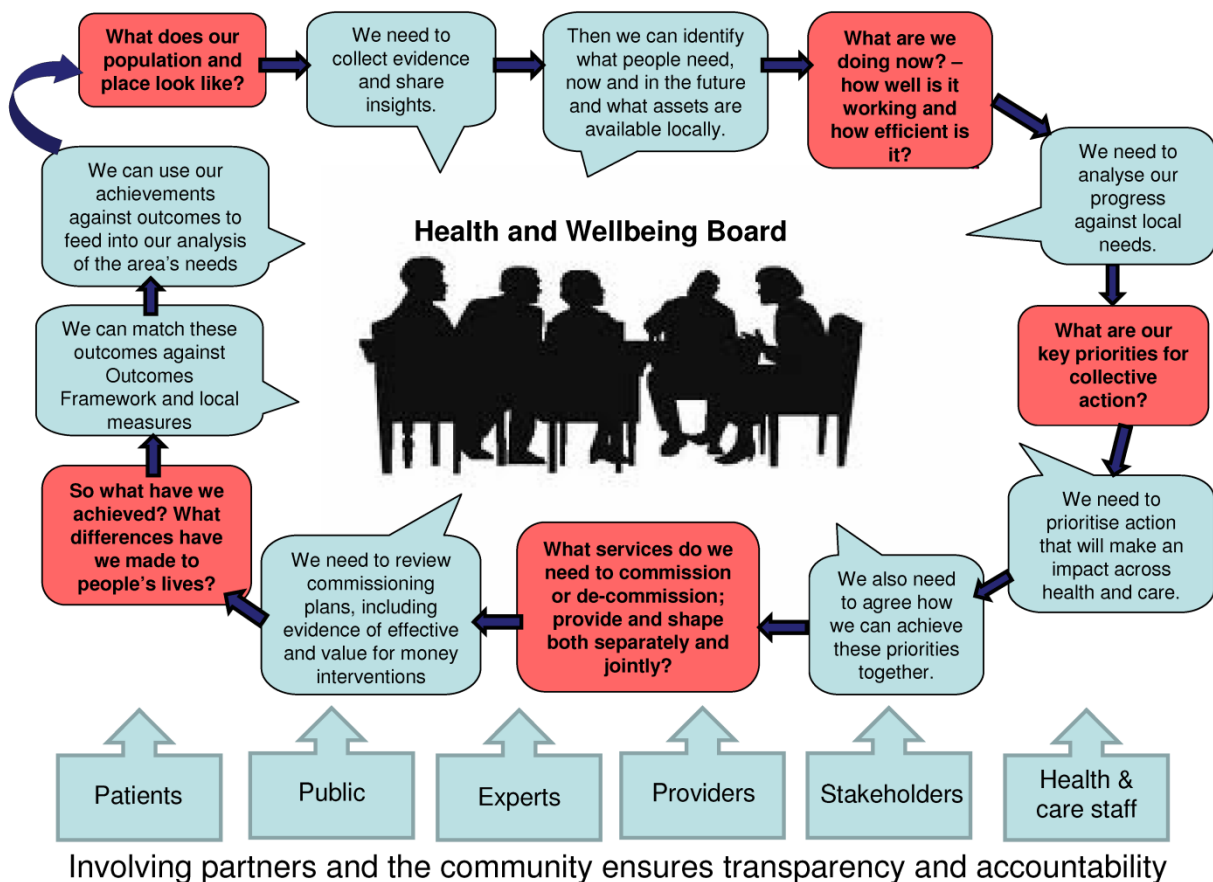 What does our
population and
place look like?
We need to
collect evidence
and share
insights.
Then we can identify
what people need,
now and in the future
and what assets are
available locally.
What are we
doing now? –
how well is it
working and
how efficient is
it?
We need to
analyse our
progress
against local
needs.
What are our
key priorities for
collective
action?
We need to
prioritise action
that will make an
impact across
health and care.
We also need
to agree how
we can achieve
these priorities
together.
What services do we
need to commission
or de-commission;
provide and shape
both separately and
jointly?
We need to review
commissioning
plans, including
evidence of effective
and value for money
interventions
So what have we
achieved? What
differences have
we made to
people’s lives?
We can match these
outcomes against
Outcomes
Framework and local
measures
We can use our
achievements
against outcomes to
feed into our analysis
of the area’s needs
Health and Wellbeing Board
Patients
Public
Experts
Providers
Stakeholders
Health &
care staff
Involving partners and the community ensures transparency and accountability